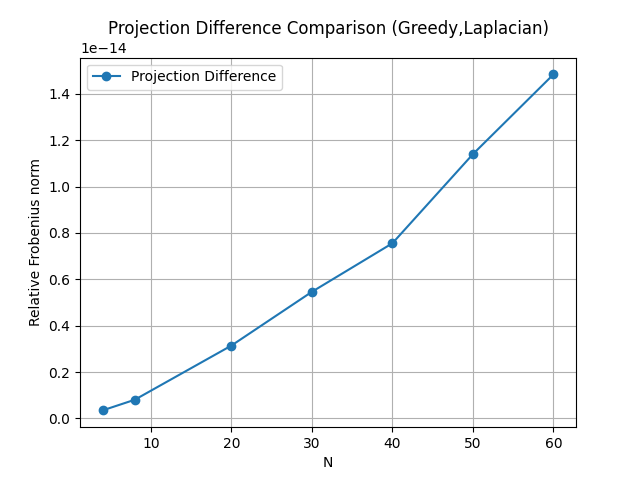 Projection Difference Comparison (Greedy,Laplacian)
1e−14
Projection Difference
1.4
1.2
1.0
0.8
0.6
0.4
0.2
0.0
Relative Frobenius norm
10 20 30 40 50 60
N